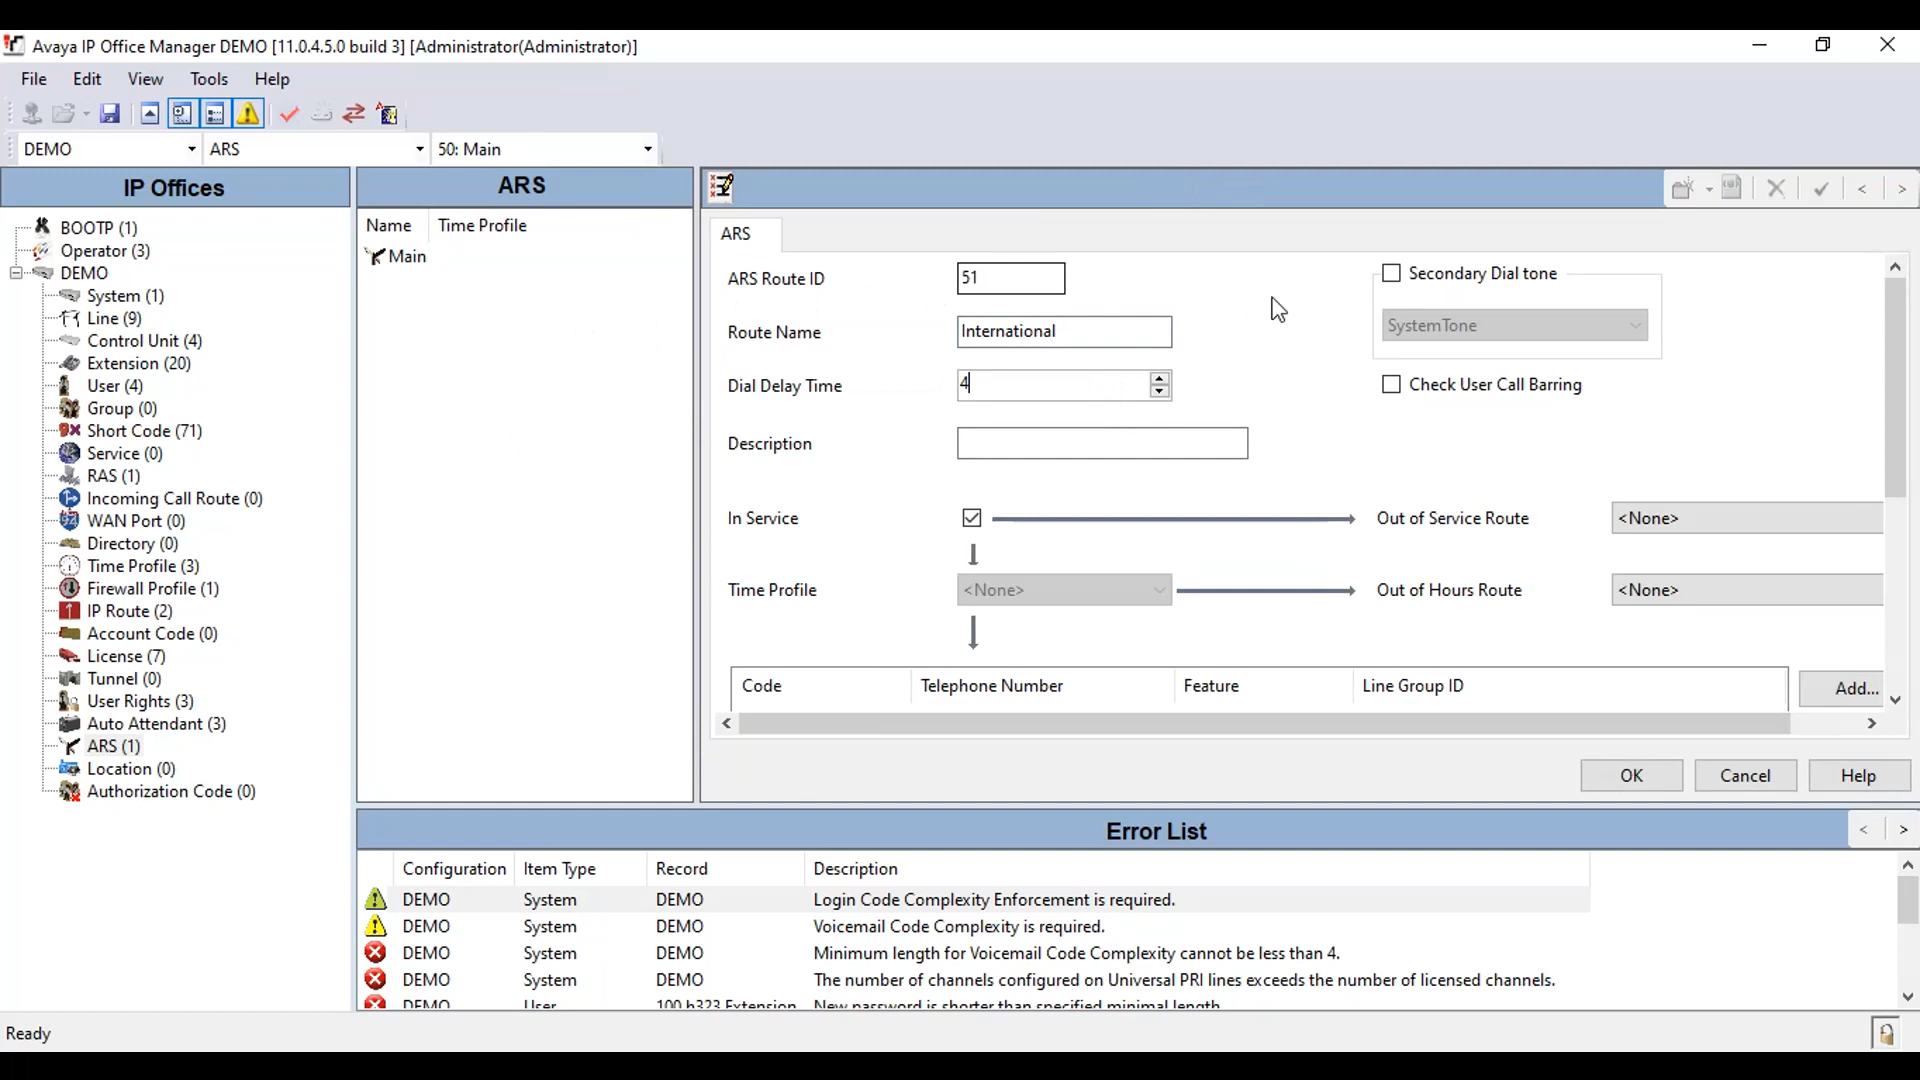 Avaya IP Office Manager DEMO [11.0.4.5.0 build 3] [Administrator(Administrator)]
File Edit View Tools Help
DEMO ARS 50: Main
IP Offices
BOOTP (1)
Operator (3)
DEMO
System (1)
Line (9)
Control Unit (4)
Extension (20)
User (4)
Group (0)
Short Code (71)
Service (0)
RAS (1)
Incoming Call Route (0)
WAN Port (0)
Directory (0)
Time Profile (3)
Firewall Profile (1)
IP Route (2)
Account Code (0)
License (7)
Tunnel (0)
User Rights (3)
Auto Attendant (3)
ARS (1)
Location (0)
Authorization Code (0)
ARS
Name Time Profile
Main
ARS
ARS Route ID 51
Secondary Dial tone
SystemTone
Route Name International
Dial Delay Time 4
Check User Call Barring
Description
In Service Out of Service Route <None>
Time Profile <None> Out of Hours Route <None>
Code Telephone Number Feature Line Group ID
Add...
OK Cancel Help
Error List
Configuration Item Type Record Description
DEMO System DEMO Login Code Complexity Enforcement is required.
DEMO System DEMO Voicemail Code Complexity is required.
DEMO System DEMO Minimum length for Voicemail Code Complexity cannot be less than 4.
DEMO System DEMO The number of channels configured on Universal PRI lines exceeds the number of licensed channels.
DEMO User 100 h323 Extension New password is shorter than specified minimal length
Ready